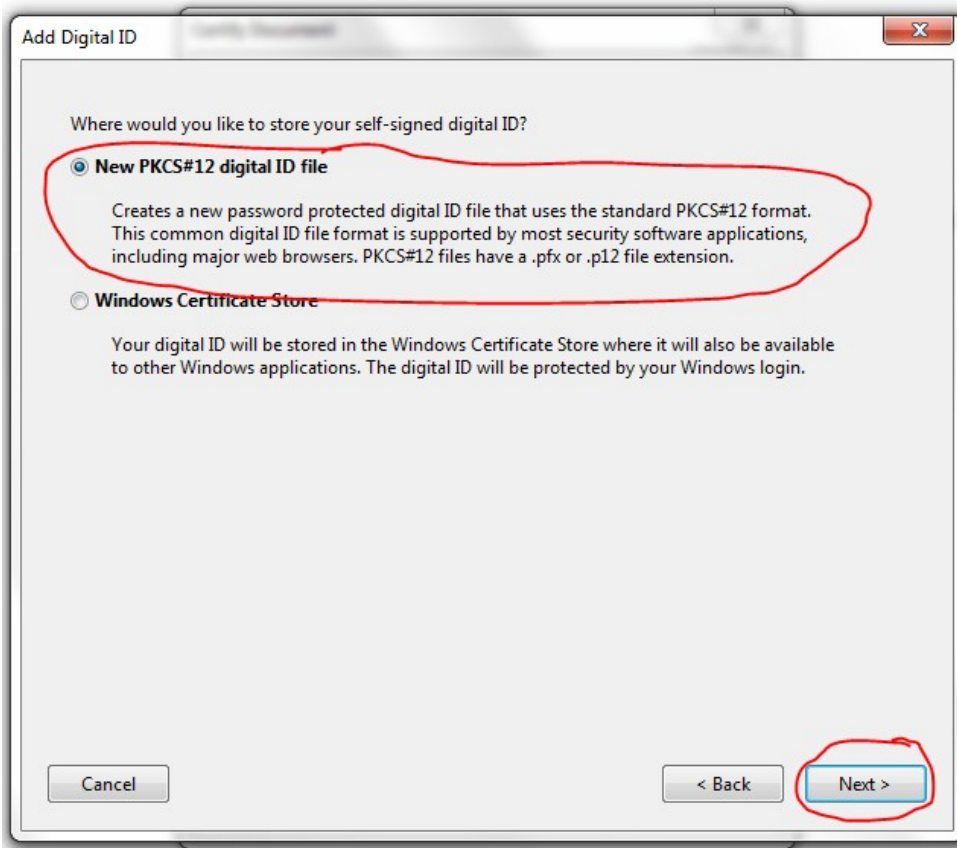 Add Digital ID
Certify Document
Where would you like to store your self-signed digital ID?
New PKCS#12 digital ID file
Creates a new password protected digital ID file that uses the standard PKCS#12 format.
This common digital ID file format is supported by most security software applications,
including major web browsers. PKCS#12 files have a .pfx or .p12 file extension.
Windows Certificate Store
Your digital ID will be stored in the Windows Certificate Store where it will also be available
to other Windows applications. The digital ID will be protected by your Windows login.
Cancel
< Back
Next >